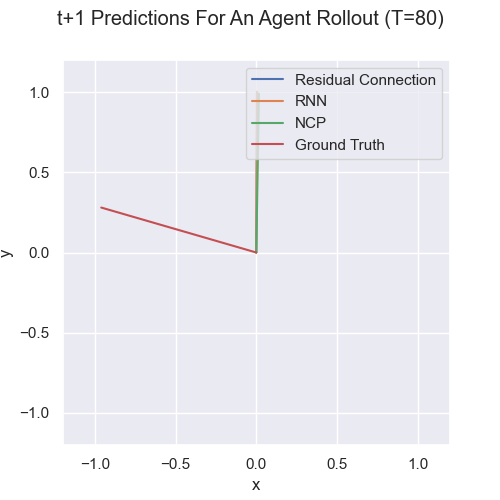 t+1 Predictions For An Agent Rollout (T=80)
Residual Connection
RNN
NCP
Ground Truth
1.0
0.5
0.0
−0.5
−1.0
y
−1.0 −0.5 0.0 0.5 1.0
x